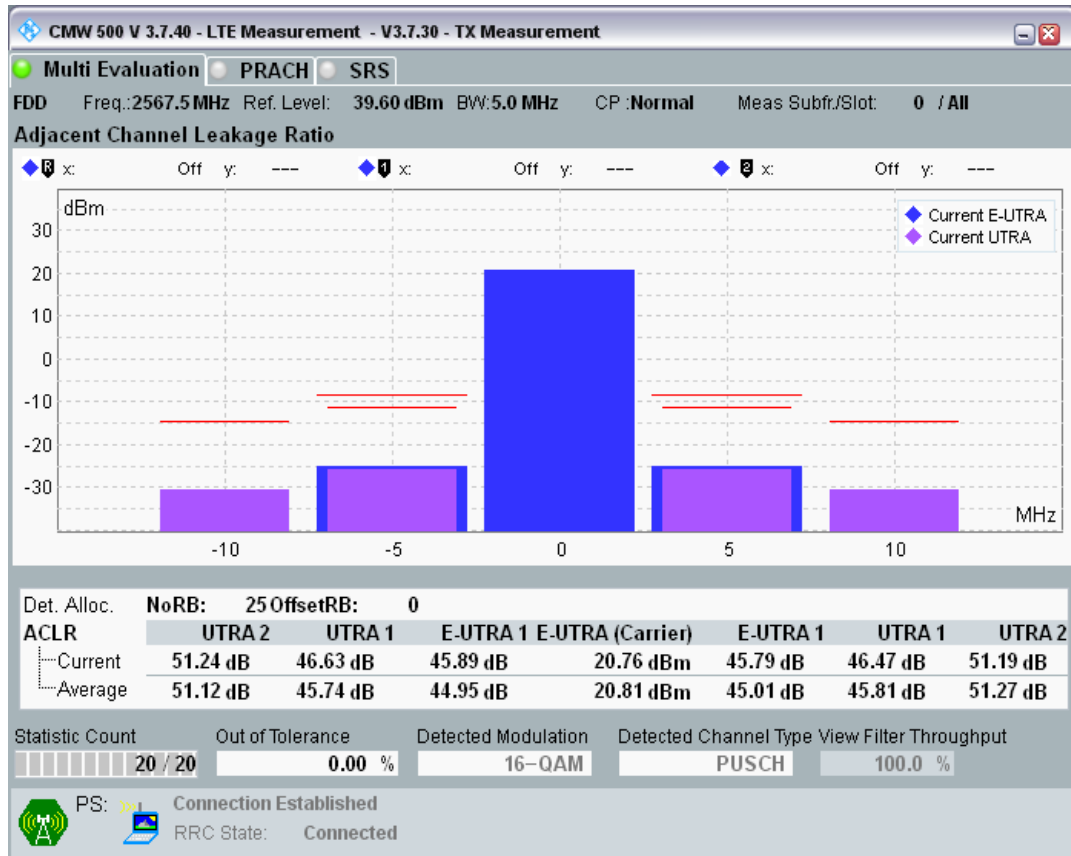 CMW 500 V 3.7.40 - LTE Measurement - V3.7.30 - TX Measurement
Multi Evaluation PRACH SRS
FDD Freq.:2567.5 MHz Ref. Level: 39.60 dBm BW:5.0 MHz CP :Normal Meas Subfr./Slot: 0 / All
Adjacent Channel Leakage Ratio
R x: Off y: --- 1 x: Off y: --- 2 x: Off y: ---
dBm
Current E-UTRA
Current UTRA
30
20
10
0
-10
-20
-30
MHz
-10 -5 0 5 10
Det. Alloc. NoRB: 25 OffsetRB: 0
ACLR UTRA 2 UTRA 1 E-UTRA 1 E-UTRA (Carrier) E-UTRA 1 UTRA 1 UTRA 2
Current 51.24 dB 46.63 dB 45.89 dB 20.76 dBm 45.79 dB 46.47 dB 51.19 dB
Average 51.12 dB 45.74 dB 44.95 dB 20.81 dBm 45.01 dB 45.81 dB 51.27 dB
Statistic Count Out of Tolerance Detected Modulation Detected Channel Type View Filter Throughput
20 / 20 0.00 % 16-QAM PUSCH 100.0 %
PS: Connection Established
RRC State: Connected